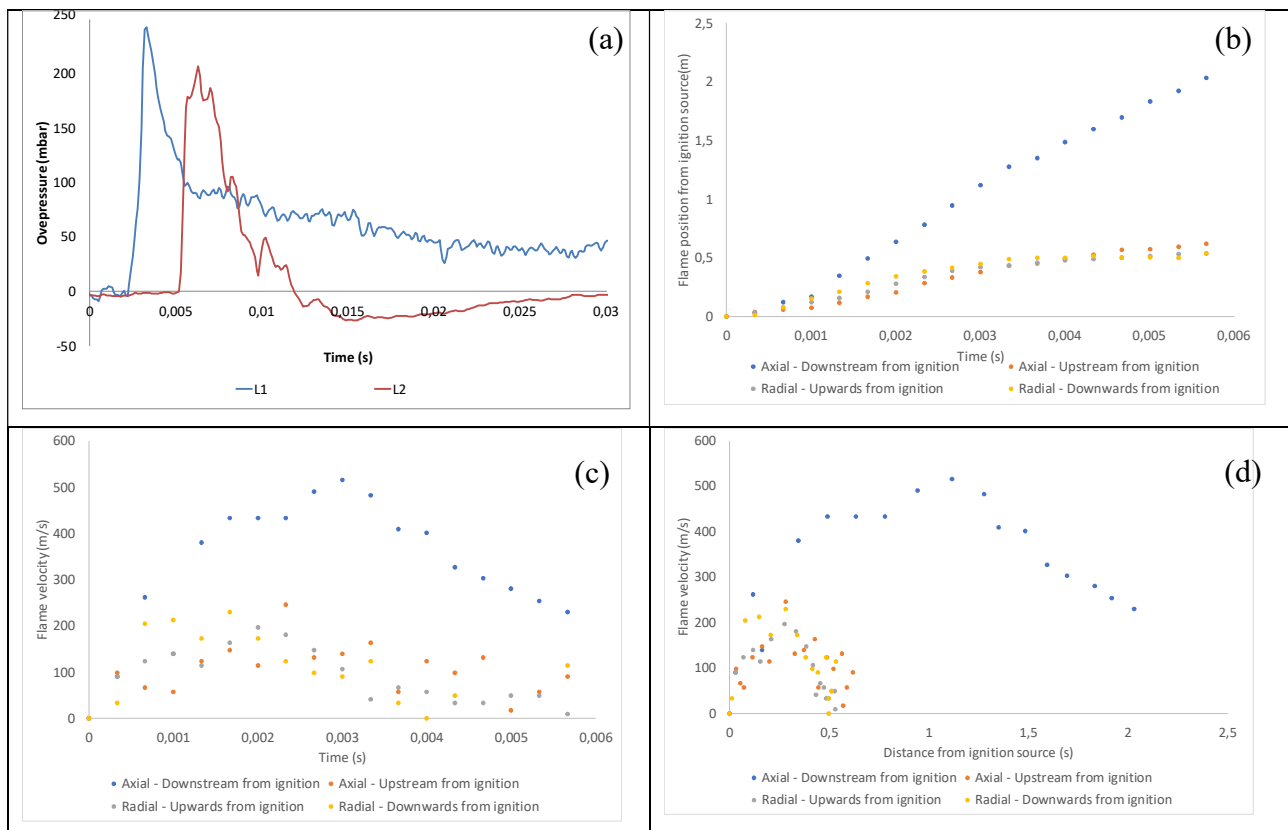 (a)
Ovepressure (mbar)
250
200
150
100
50
0
-50
0 0,005 0,01 0,015 0,02 0,025 0,03
Time (s)
L1 L2
(b)
Flame position from ignition source(m)
2,5
2
1,5
1
0,5
0
0 0,001 0,002 0,003 0,004 0,005 0,006
Time (s)
Axial - Downstream from ignition Axial - Upstream from ignition
Radial - Upwards from ignition Radial - Downwards from ignition
(c)
Flame velocity (m/s)
600
500
400
300
200
100
0
0 0,001 0,002 0,003 0,004 0,005 0,006
Time (s)
Axial - Downstream from ignition Axial - Upstream from ignition
Radial - Upwards from ignition Radial - Downwards from ignition
(d)
Flame velocity (m/s)
600
500
400
300
200
100
0
0 0,5 1 1,5 2 2,5
Distance from ignition source (s)
Axial - Downstream from ignition Axial - Upstream from ignition
Radial - Upwards from ignition Radial - Downwards from ignition